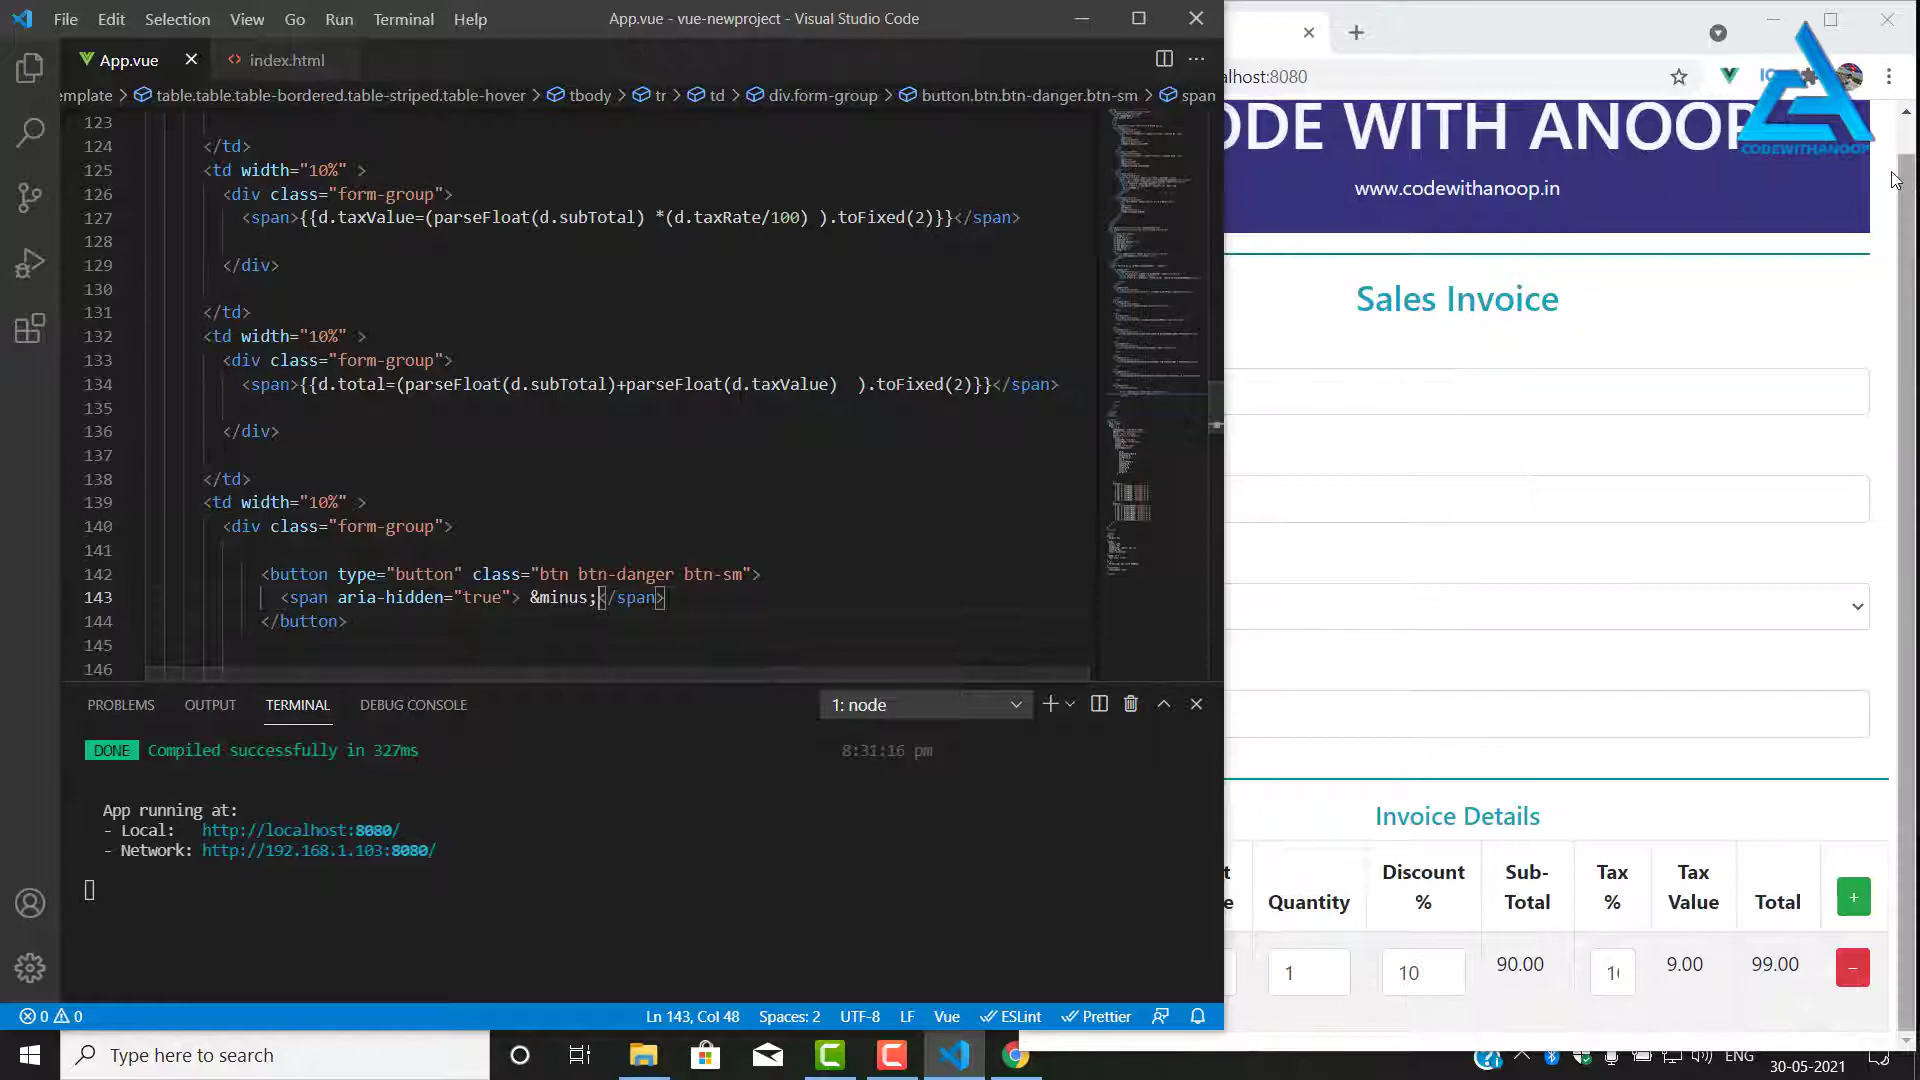 File Edit Selection View Go Run Terminal Help
App.vue - vue-newproject - Visual Studio Code
App.vue
index.html
emplate > table.table.table-bordered.table-striped.table-hover > tbody > tr > td > div.form-group > button.btn.btn-danger.btn-sm > span
123
124 </td>
125 <td width="10%" >
126 <div class="form-group">
127 <span>{{d.taxValue=(parseFloat(d.subTotal) *(d.taxRate/100) ).toFixed(2)}}</span>
128
129 </div>
130
131 </td>
132 <td width="10%" >
133 <div class="form-group">
134 <span>{{d.total=(parseFloat(d.subTotal)+parseFloat(d.taxValue)  ).toFixed(2)}}</span>
135
136 </div>
137
138 </td>
139 <td width="10%" >
140 <div class="form-group">
141
142 <button type="button" class="btn btn-danger btn-sm">
143 <span aria-hidden="true"> &minus;</span>
144 </button>
145
146
PROBLEMS OUTPUT TERMINAL DEBUG CONSOLE
1: node
DONE Compiled successfully in 327ms
8:31:16 pm
App running at:
- Local: http://localhost:8080/
- Network: http://192.168.1.103:8080/
0 0
Ln 143, Col 48 Spaces: 2 UTF-8 LF Vue ESLint Prettier
alhost:8080
ODE WITH ANOOP
CODEWITHANOOP
www.codewithanoop.in
Sales Invoice
Invoice Details
t
e
Quantity
Discount
%
Sub-
Total
Tax
%
Tax
Value
Total
+
1 10 90.00 9.00 99.00 −
Type here to search
ENG
30-05-2021